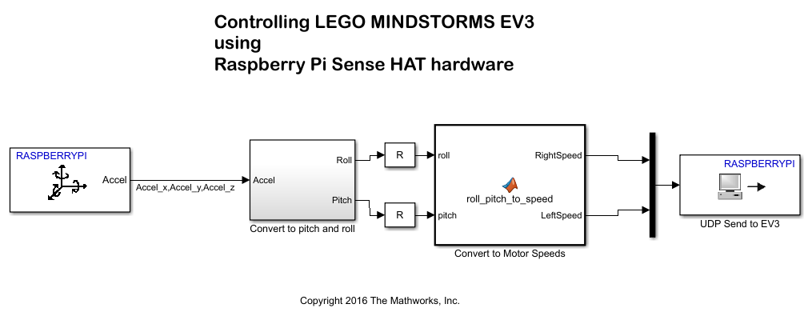 Controlling LEGO MINDSTORMS EV3
using
Raspberry Pi Sense HAT hardware
RASPBERRYPI
Accel
Accel_x,Accel_y,Accel_z
Accel
Roll
Pitch
Convert to pitch and roll
R
R
roll
pitch
roll_pitch_to_speed
RightSpeed
LeftSpeed
Convert to Motor Speeds
RASPBERRYPI
UDP Send to EV3
Copyright 2016 The Mathworks, Inc.